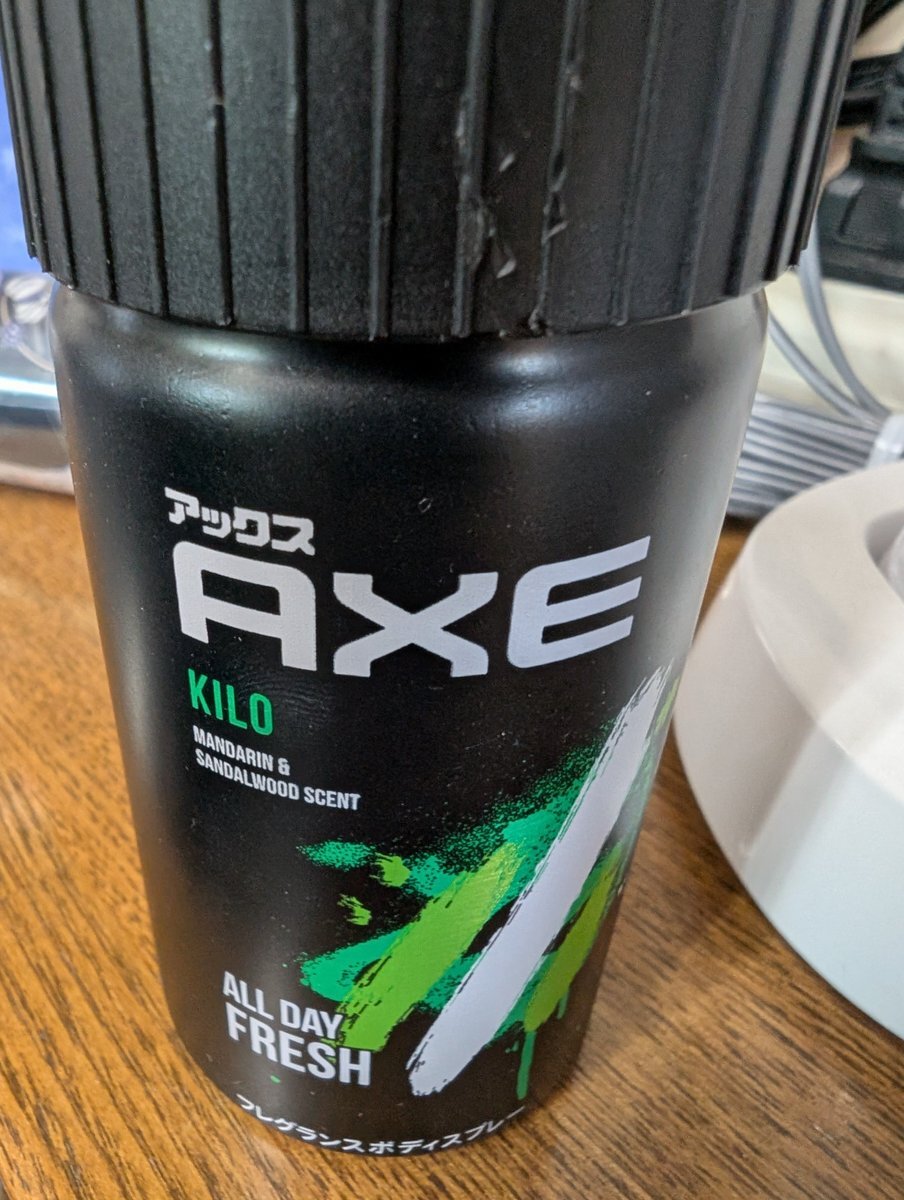 アックス
AXE
KILO
MANDARIN &
SANDALWOOD SCENT
ALL DAY
FRESH
フレグランスボディスプレー